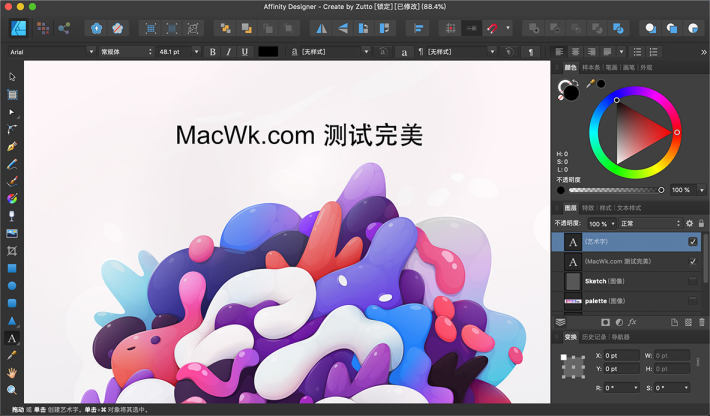 Affinity Designer - Create by Zutto [锁定] [已修改] (88.4%)
Arial 常规体 48.1 pt B I U a [无样式] a ¶ [无样式]
颜色 样本条 笔画 画笔 外观
MacWk.com 测试完美
H: 0
S: 0
L: 0
不透明度
100 %
图层 特效 样式 文本样式
不透明度: 100 % 正常
A (艺术字)
A (MacWk.com 测试完美)
Sketch (图像)
palette (图像)
fx
变换 历史记录 导航器
X: 0 pt W: 0 pt
Y: 0 pt H: 0 pt
R: 0 ° S: 0 °
拖动 或 单击 创建艺术字。单击+⌘ 对象将其选中。